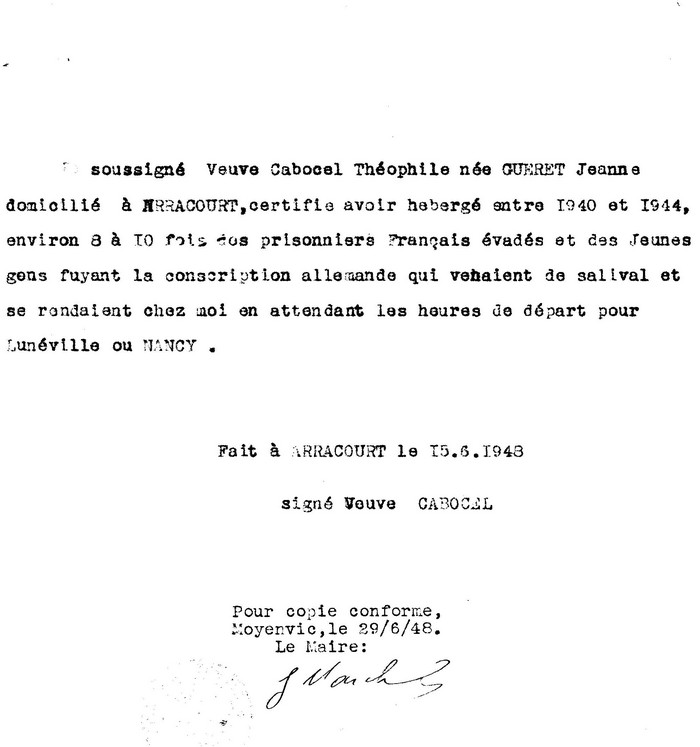 soussigné Veuve Cabocel Théophile née GUERET Jeanne
domicilié à ARRACOURT,certifie avoir hebergé entre I940 et I944,
environ 8 à I0 fois des prisonniers Français évadés et des Jeunes
gens fuyant la conscription allemande qui venaient de salival et
se rendaient chez moi en attendant les heures de départ pour
Lunéville ou NANCY .
Fait à ARRACOURT le I5.6.I948
signé Veuve CABOCEL
Pour copie conforme,
Moyenvic,le 29/6/48.
Le Maire: